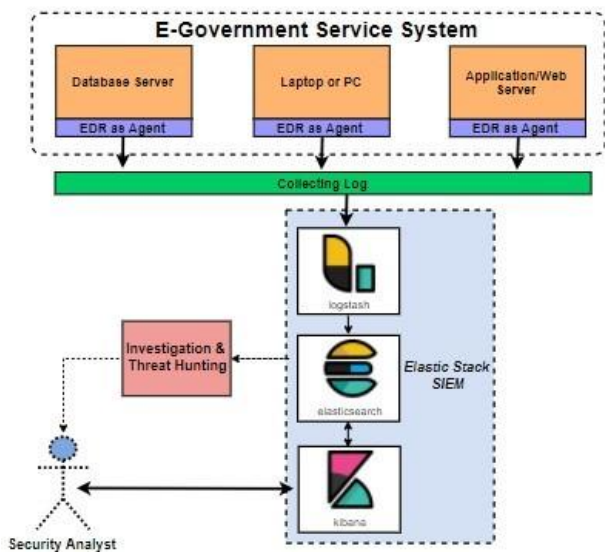 E-Government Service System
Database Server
Laptop or PC
Application/Web
Server
EDR as Agent
EDR as Agent
EDR as Agent
Collecting Log
logstash
Investigation &
Threat Hunting
elasticsearch
Elastic Stack
SIEM
kibana
Security Analyst